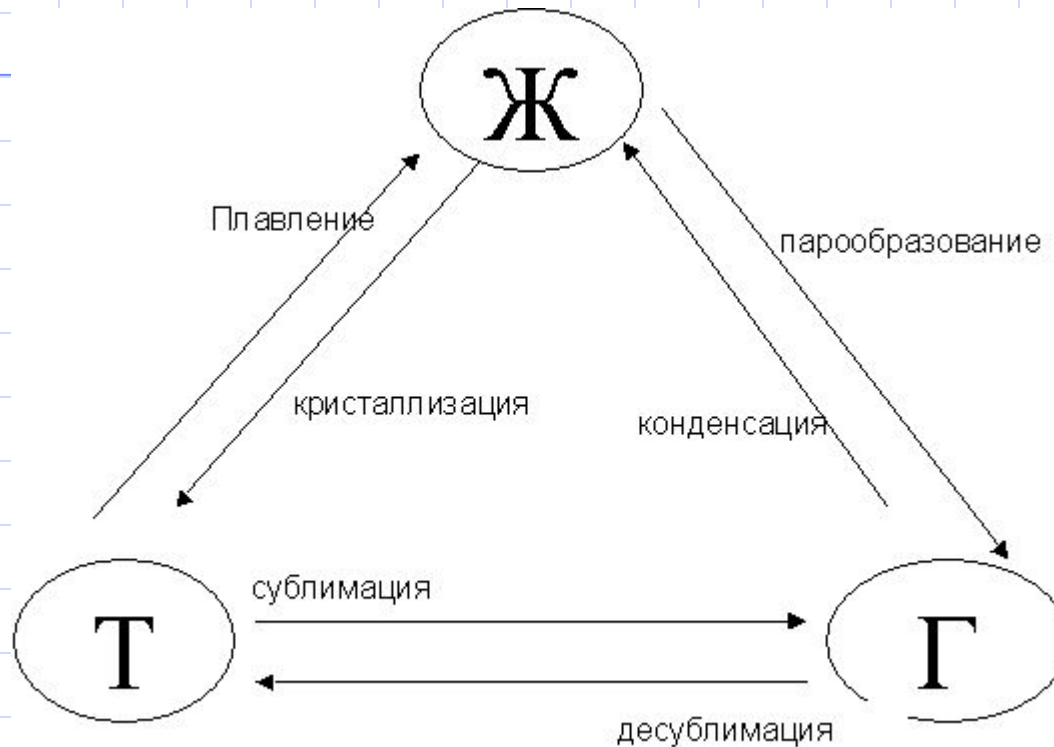 Ж
Плавление
парообразование
кристаллизация
конденсация
сублимация
Т
Г
десублимация